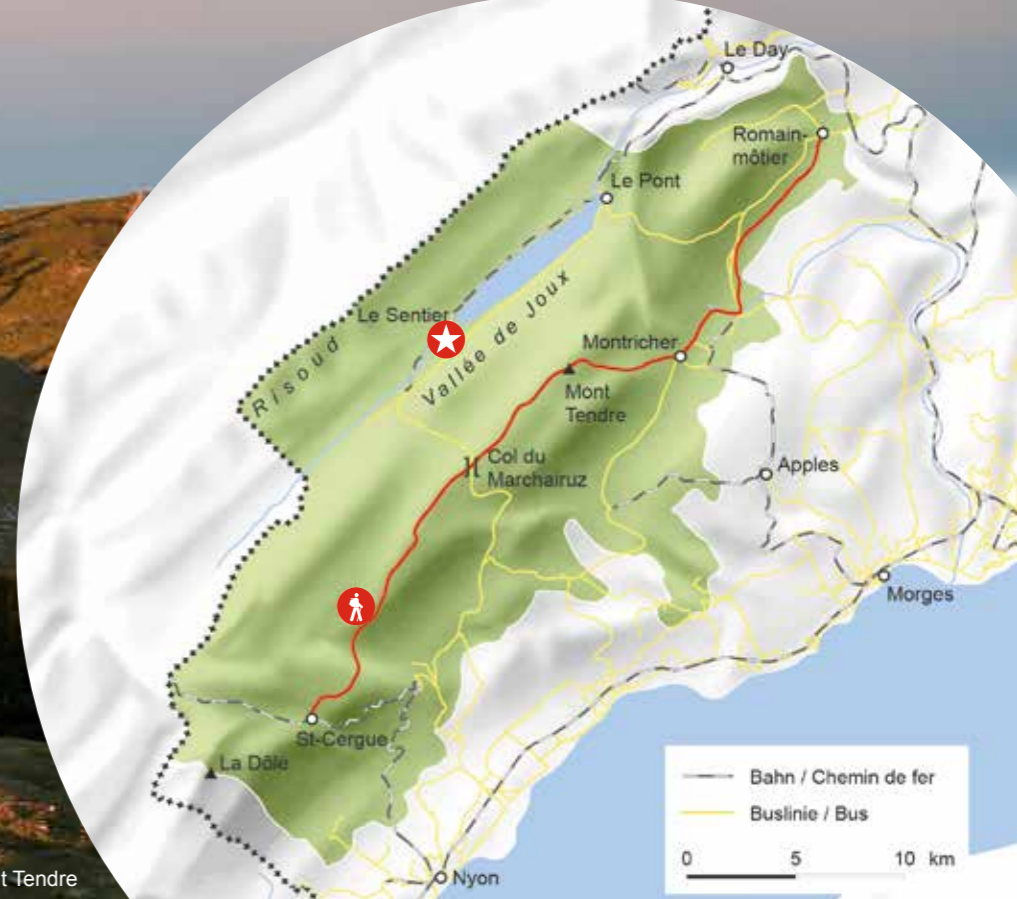 Le Day
Romain-
môtier
Le Pont
Le Sentier
Risoud
Vallée de Joux
Montricher
Mont
Tendre
Col du
Marchairuz
Apples
Morges
St-Cergue
La Dôle
Bahn / Chemin de fer
Buslinie / Bus
0 5 10 km
Nyon
t Tendre